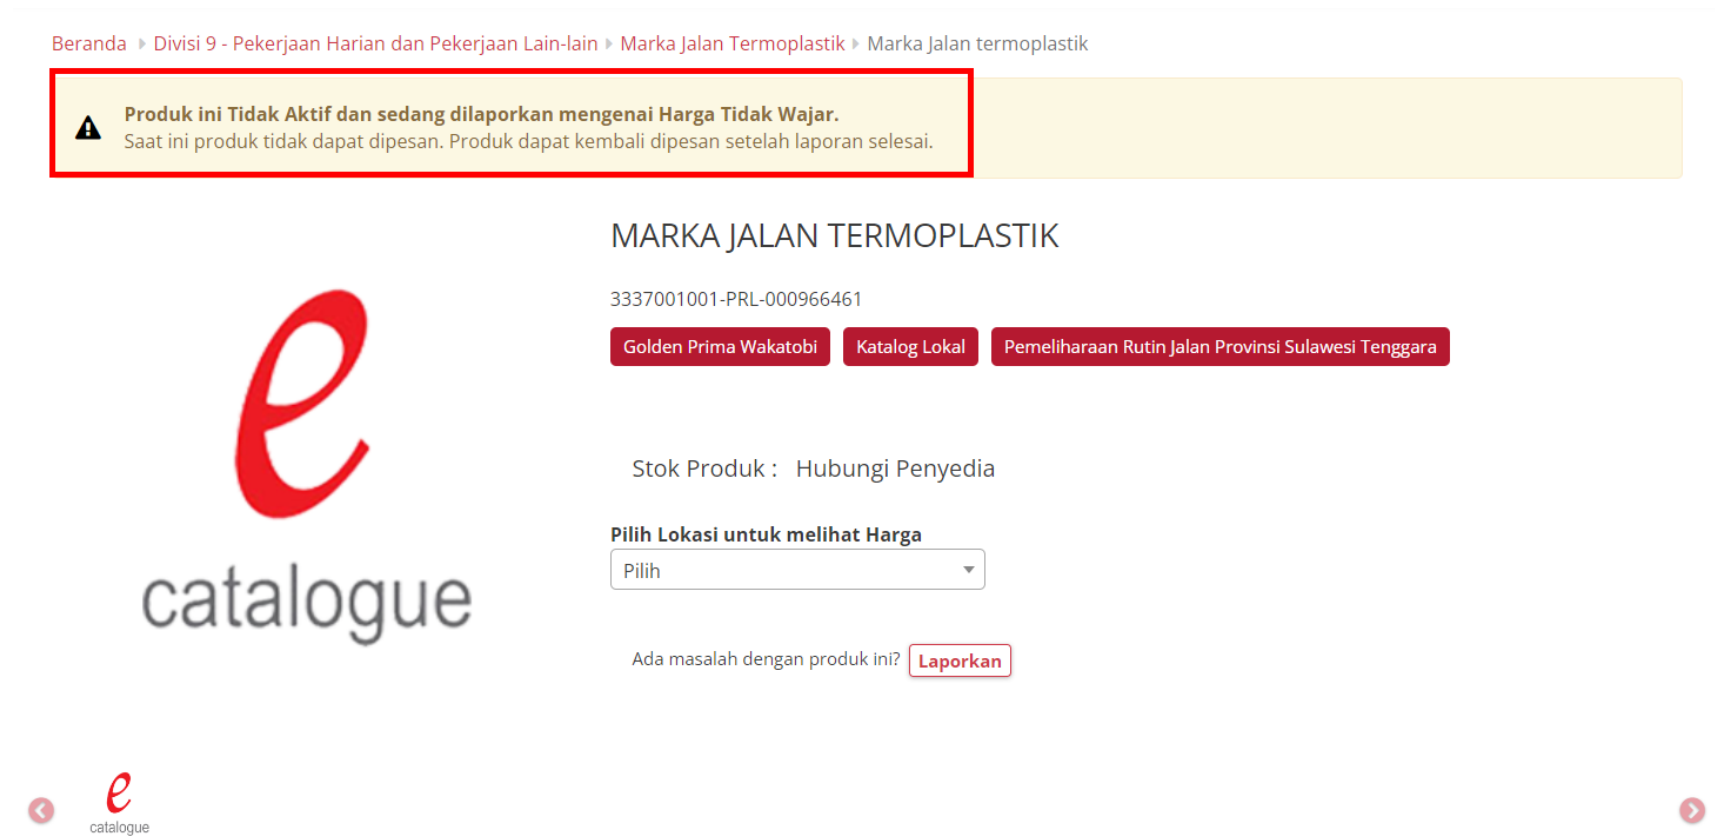 Beranda Divisi 9 - Pekerjaan Harian dan Pekerjaan Lain-lain Marka Jalan Termoplastik Marka Jalan termoplastik
Produk ini Tidak Aktif dan sedang dilaporkan mengenai Harga Tidak Wajar.
Saat ini produk tidak dapat dipesan. Produk dapat kembali dipesan setelah laporan selesai.
e
catalogue
MARKA JALAN TERMOPLASTIK
3337001001-PRL-000966461
Golden Prima Wakatobi Katalog Lokal Pemeliharaan Rutin Jalan Provinsi Sulawesi Tenggara
Stok Produk : Hubungi Penyedia
Pilih Lokasi untuk melihat Harga
Pilih
Ada masalah dengan produk ini? Laporkan
e
catalogue